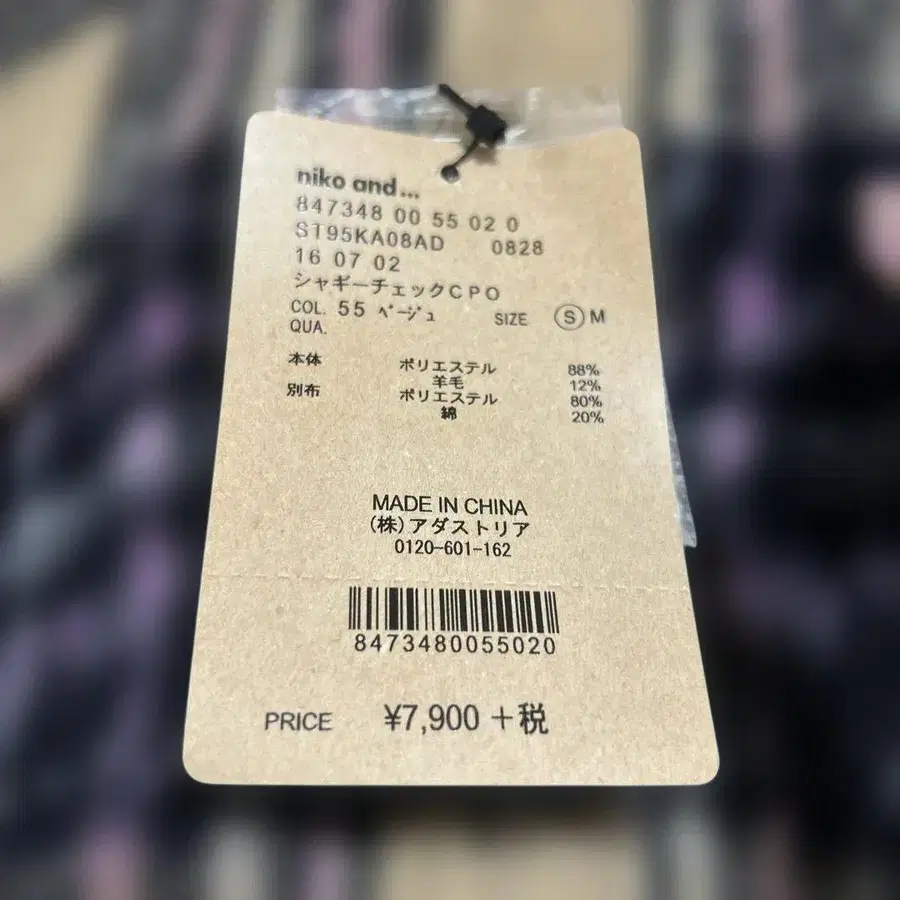 niko and...
847348 00 55 02 0
ST95KA08AD 0828
16 07 02
シャギーチェックCPO
COL. 55 ベージュ SIZE Ⓢ M
QUA.
本体 ポリエステル 88%
羊毛 12%
別布 ポリエステル 80%
綿 20%
MADE IN CHINA
(株)アダストリア
0120-601-162
8473480055020
PRICE ¥7,900 +税